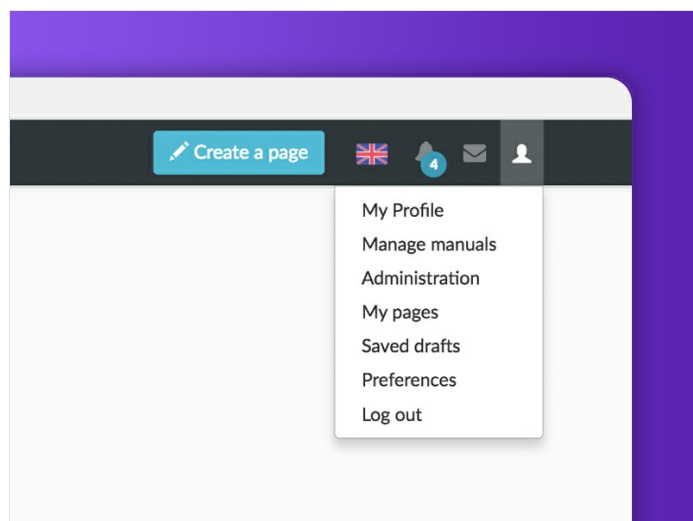 Create a page
4
My Profile
Manage manuals
Administration
My pages
Saved drafts
Preferences
Log out